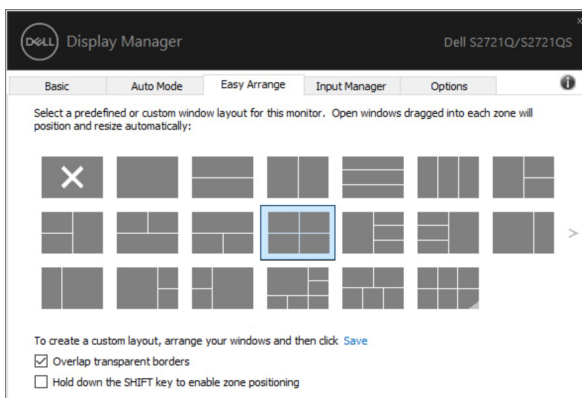 DELL Display Manager Dell S2721Q/S2721QS
Basic Auto Mode Easy Arrange Input Manager Options
Select a predefined or custom window layout for this monitor. Open windows dragged into each zone will
position and resize automatically:
To create a custom layout, arrange your windows and then click Save
Overlap transparent borders
Hold down the SHIFT key to enable zone positioning